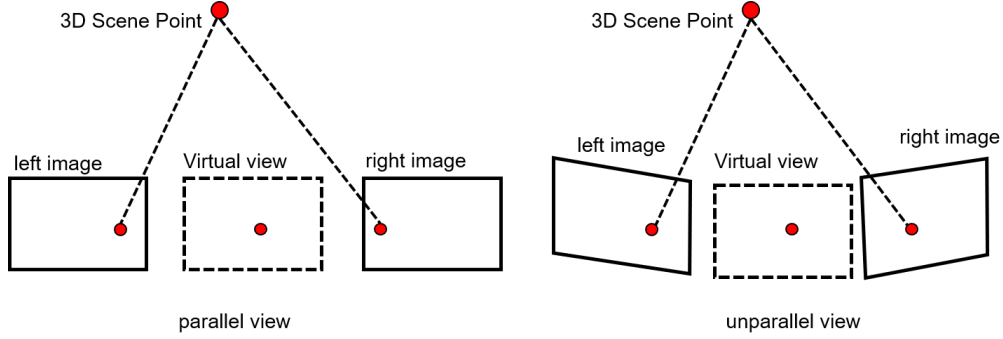 3D Scene Point
left image
Virtual view
right image
parallel view
3D Scene Point
left image
Virtual view
right image
unparallel view